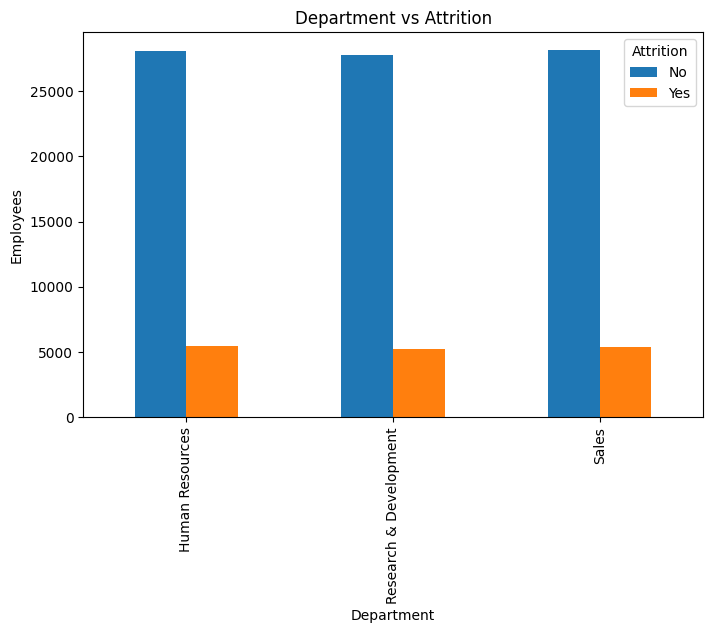 Department vs Attrition
Attrition
No
Yes
Employees
25000
20000
15000
10000
5000
0
Human Resources
Research & Development
Sales
Department